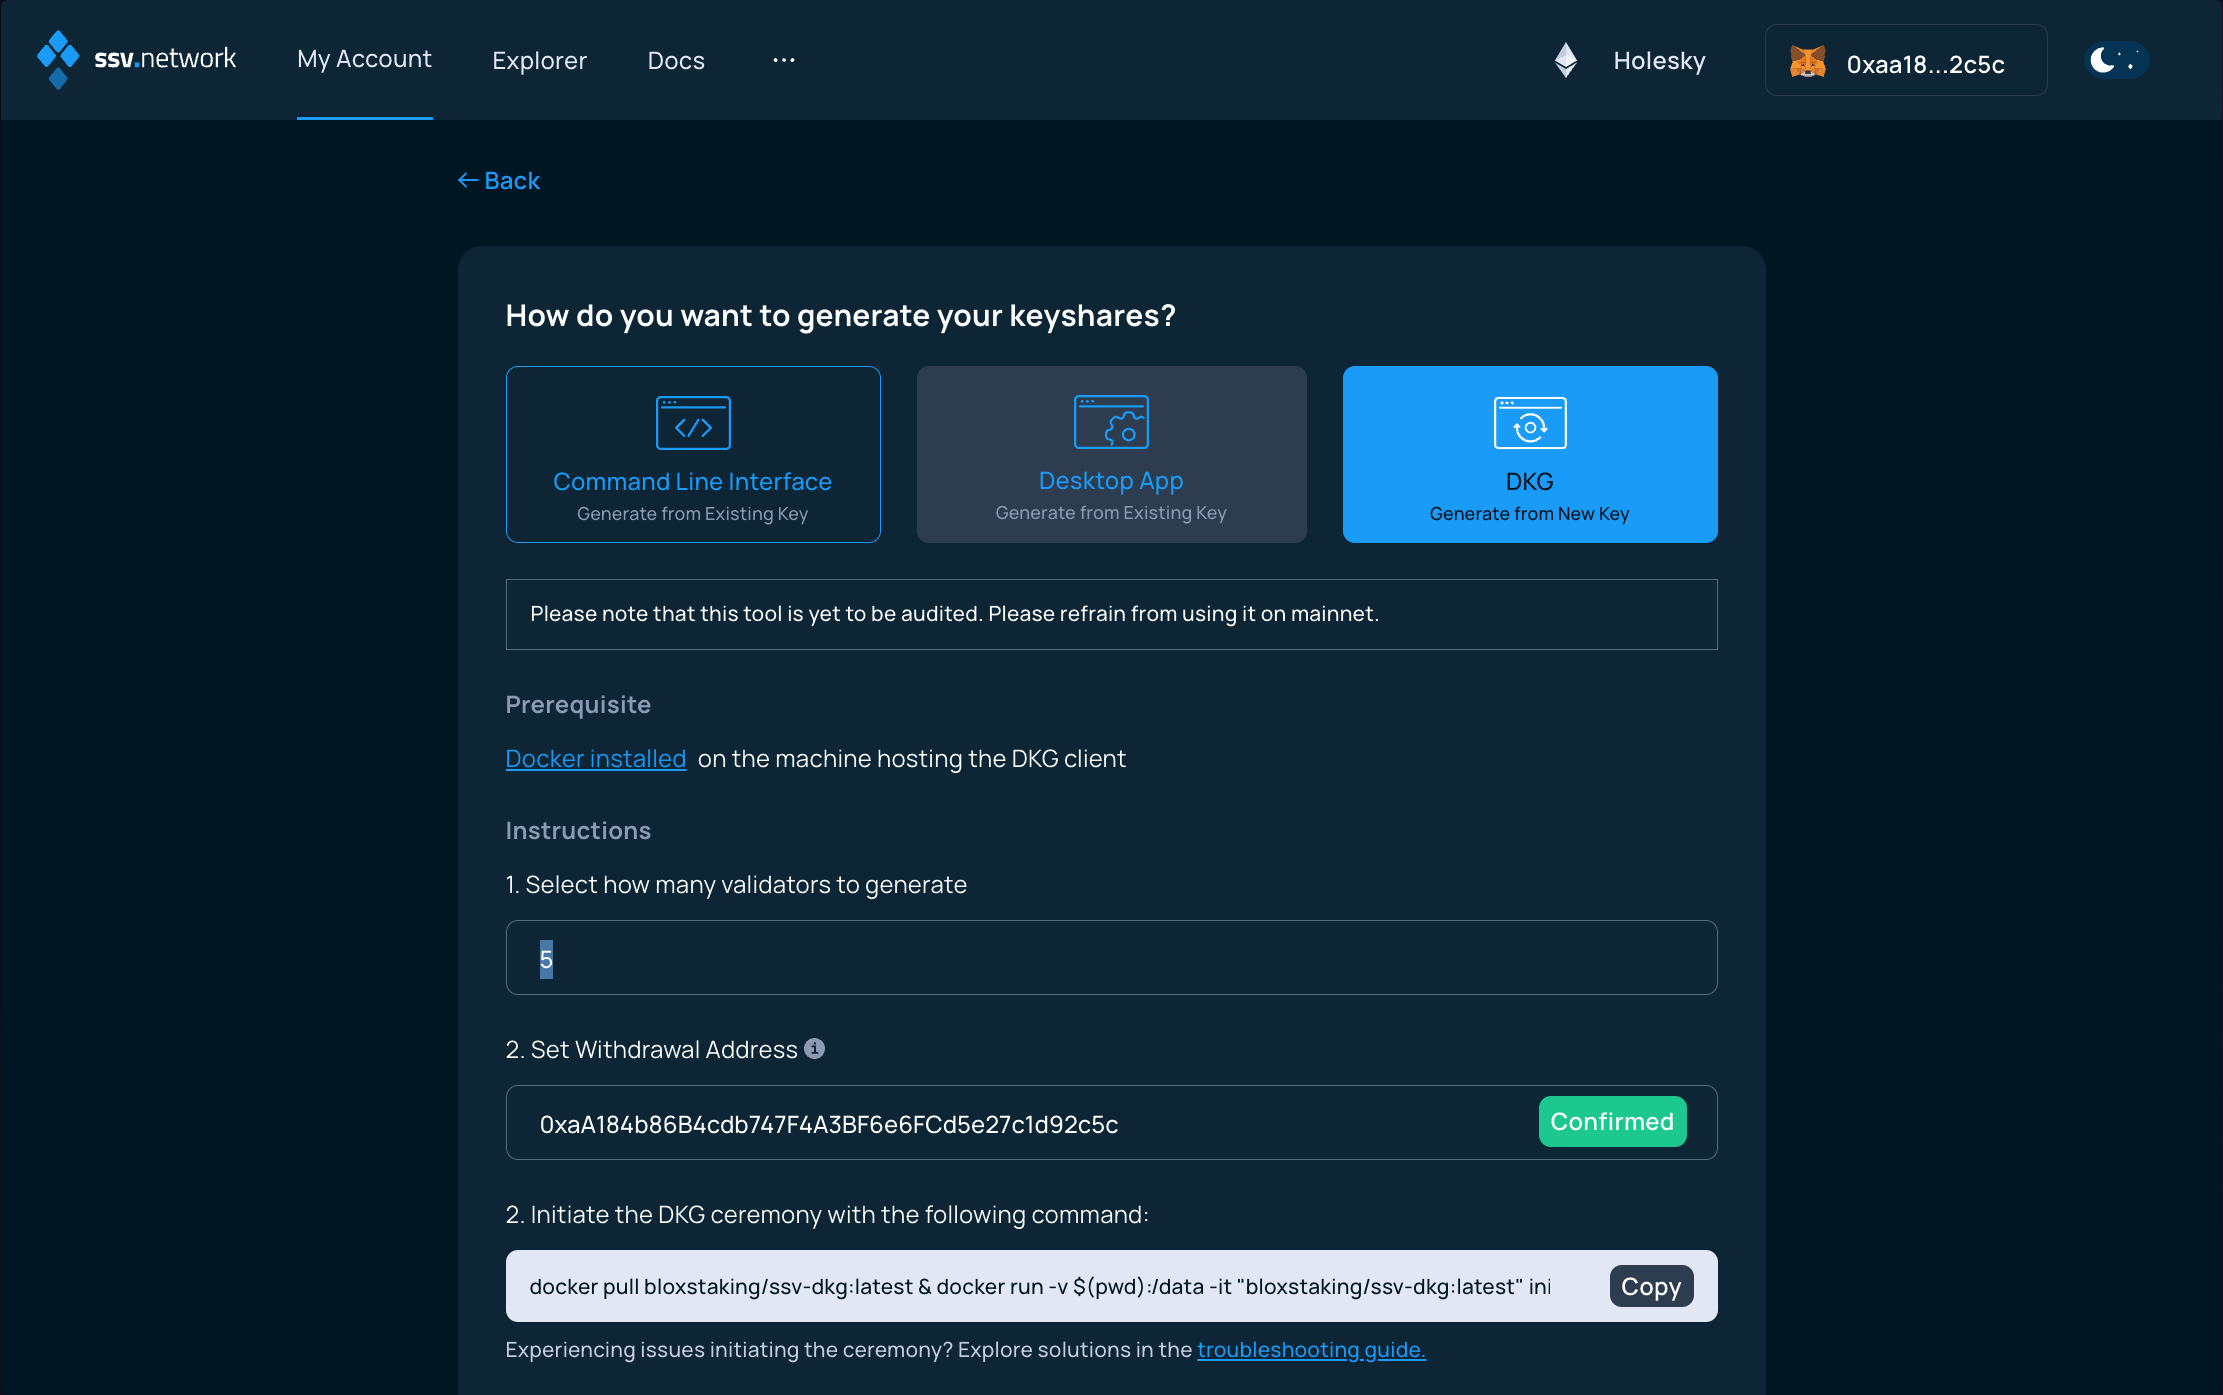 ssv.network
My Account
Explorer
Docs
...
Holesky
0xaa18...2c5c
← Back
How do you want to generate your keyshares?
Command Line Interface
Generate from Existing Key
Desktop App
Generate from Existing Key
DKG
Generate from New Key
Please note that this tool is yet to be audited. Please refrain from using it on mainnet.
Prerequisite
Docker installed on the machine hosting the DKG client
Instructions
1. Select how many validators to generate
5
2. Set Withdrawal Address
0xaA184b86B4cdb747F4A3BF6e6FCd5e27c1d92c5c
Confirmed
2. Initiate the DKG ceremony with the following command:
docker pull bloxstaking/ssv-dkg:latest & docker run -v $(pwd):/data -it "bloxstaking/ssv-dkg:latest" ini
Copy
Experiencing issues initiating the ceremony? Explore solutions in the troubleshooting guide.